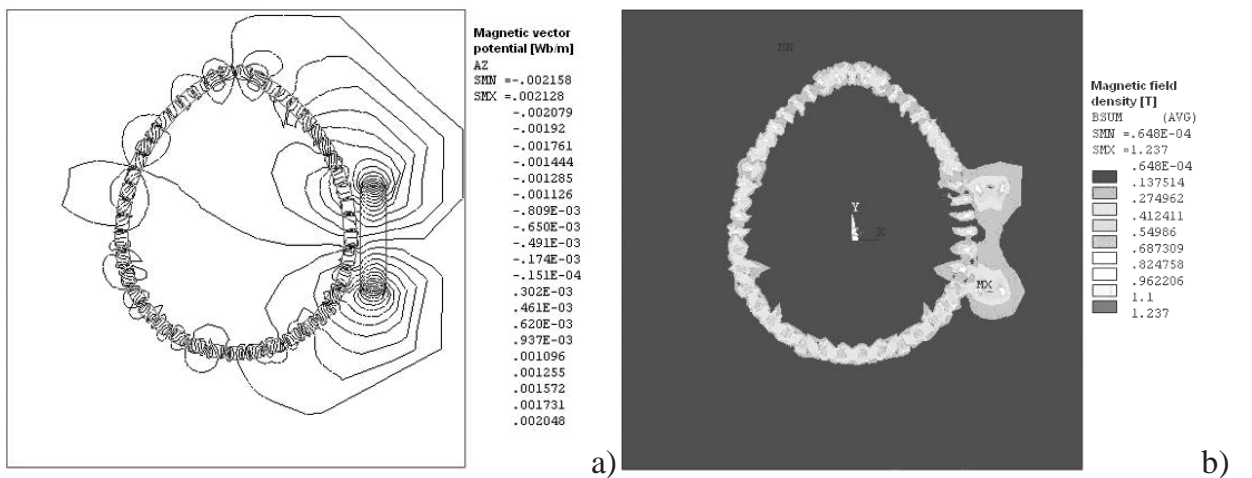 Magnetic vector
potential [Wb/m]
AZ
SMN =-.002158
SMX =.002128
-.002079
-.00192
-.001761
-.001444
-.001285
-.001126
-.809E-03
-.650E-03
-.491E-03
-.174E-03
-.151E-04
.302E-03
.461E-03
.620E-03
.937E-03
.001096
.001255
.001572
.001731
.002048
a)
MN
Y
Z X
MX
Magnetic field
density [T]
BSUM (AVG)
SMN =.648E-04
SMX =1.237
.648E-04
.137514
.274962
.412411
.54986
.687309
.824758
.962206
1.1
1.237
b)